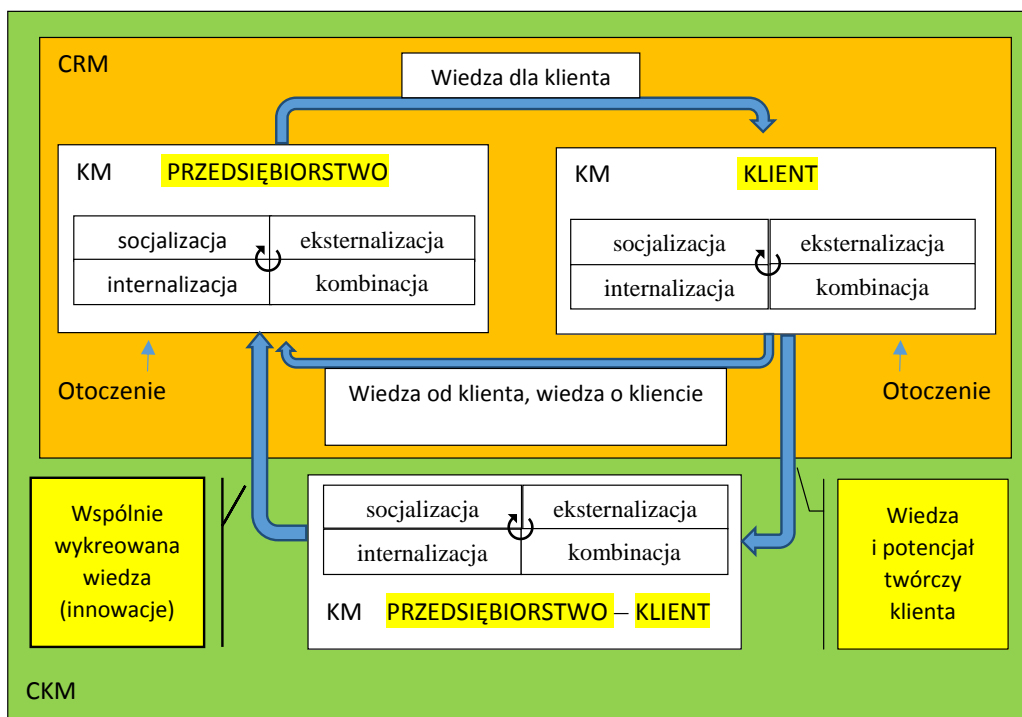 CRM
Wiedza dla klienta
KM PRZEDSIĘBIORSTWO
socjalizacja eksternalizacja
internalizacja kombinacja
KM KLIENT
socjalizacja eksternalizacja
internalizacja kombinacja
Otoczenie
Wiedza od klienta, wiedza o kliencie
Otoczenie
Wspólnie
wykreowana
wiedza
(innowacje)
socjalizacja eksternalizacja
internalizacja kombinacja
KM PRZEDSIĘBIORSTWO – KLIENT
Wiedza
i potencjał
twórczy
klienta
CKM